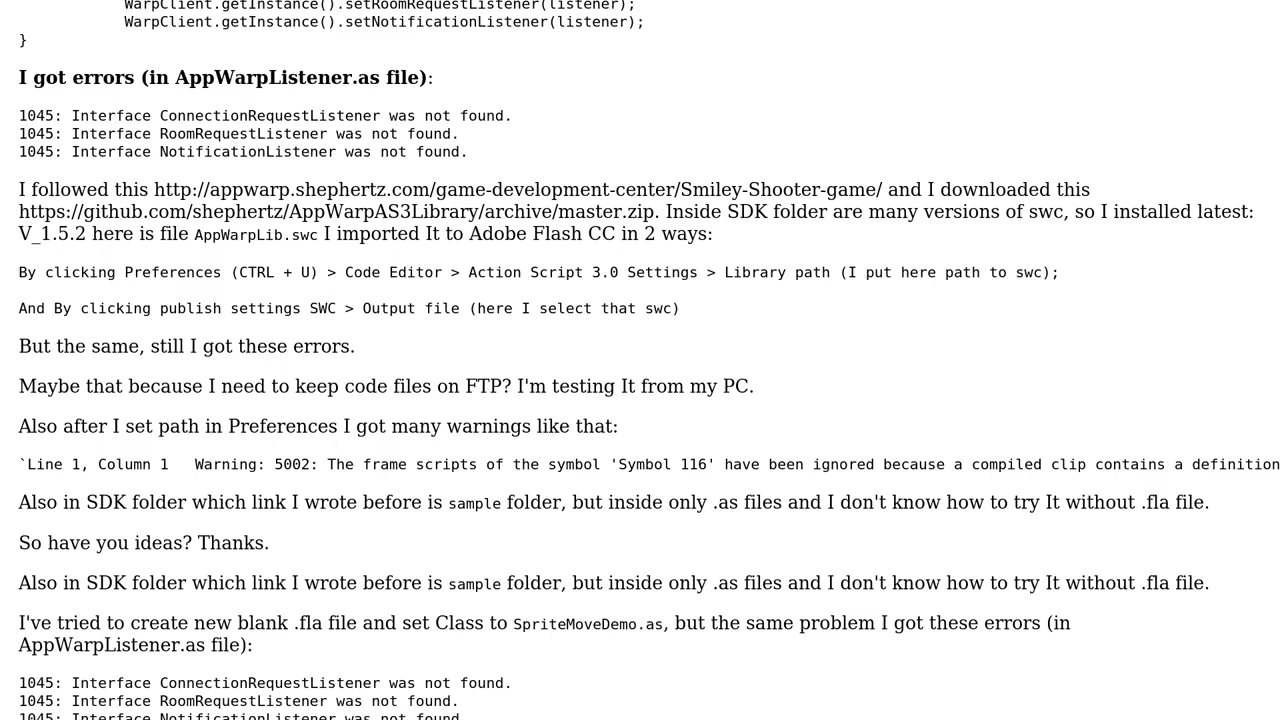 WarpClient.getInstance().setRoomRequestListener(listener);
WarpClient.getInstance().setNotificationListener(listener);
}
I got errors (in AppWarpListener.as file):
1045: Interface ConnectionRequestListener was not found.
1045: Interface RoomRequestListener was not found.
1045: Interface NotificationListener was not found.
I followed this http://appwarp.shephertz.com/game-development-center/Smiley-Shooter-game/ and I downloaded this
https://github.com/shephertz/AppWarpAS3Library/archive/master.zip. Inside SDK folder are many versions of swc, so I installed latest:
V_1.5.2 here is file AppWarpLib.swc I imported It to Adobe Flash CC in 2 ways:
By clicking Preferences (CTRL + U) > Code Editor > Action Script 3.0 Settings > Library path (I put here path to swc);
And By clicking publish settings SWC > Output file (here I select that swc)
But the same, still I got these errors.
Maybe that because I need to keep code files on FTP? I'm testing It from my PC.
Also after I set path in Preferences I got many warnings like that:
`Line 1, Column 1   Warning: 5002: The frame scripts of the symbol 'Symbol 116' have been ignored because a compiled clip contains a definition
Also in SDK folder which link I wrote before is sample folder, but inside only .as files and I don't know how to try It without .fla file.
So have you ideas? Thanks.
Also in SDK folder which link I wrote before is sample folder, but inside only .as files and I don't know how to try It without .fla file.
I've tried to create new blank .fla file and set Class to SpriteMoveDemo.as, but the same problem I got these errors (in
AppWarpListener.as file):
1045: Interface ConnectionRequestListener was not found.
1045: Interface RoomRequestListener was not found.
1045: Interface NotificationListener was not found.